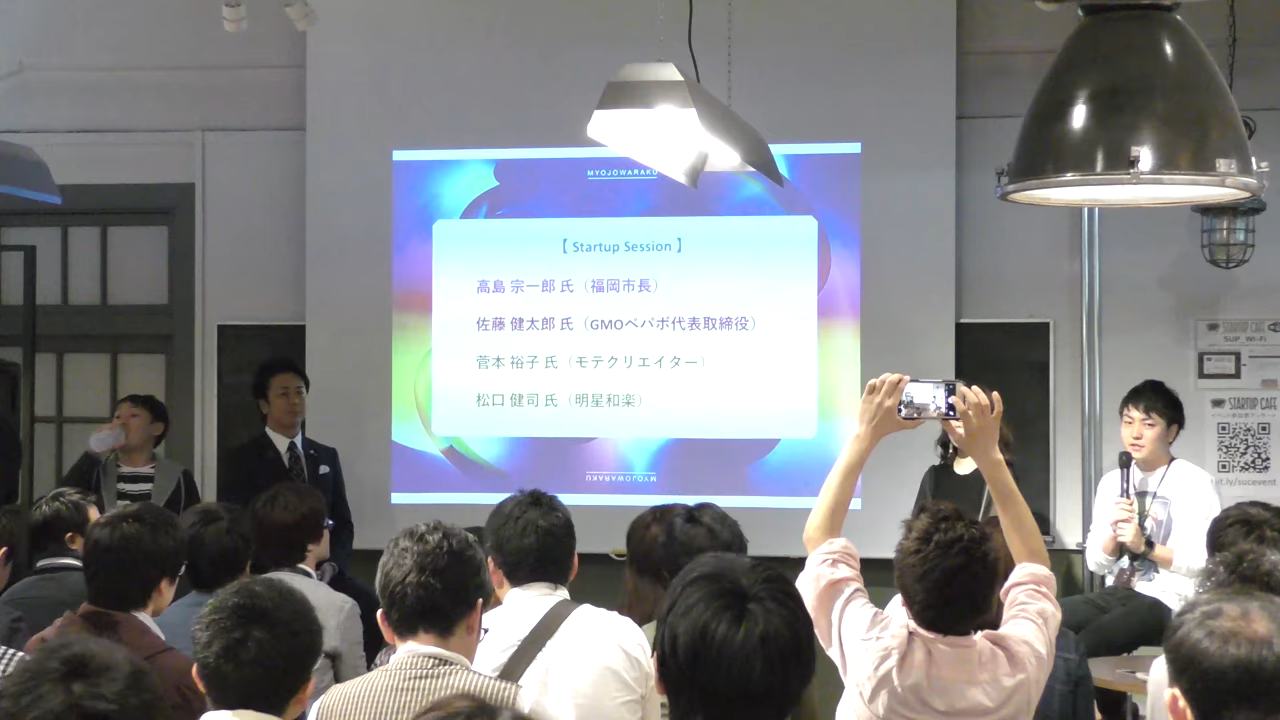 MYOJOWARAKU
【 Startup Session 】
高島 宗一郎 氏（福岡市長）
佐藤 健太郎 氏（GMOペパボ代表取締役）
菅本 裕子 氏（モテクリエイター）
松口 健司 氏（明星和楽）
MYOJOWARAKU
STARTUP CAFE
SUP_Wi-Fi
STARTUP CAFE
bit.ly/sucevent